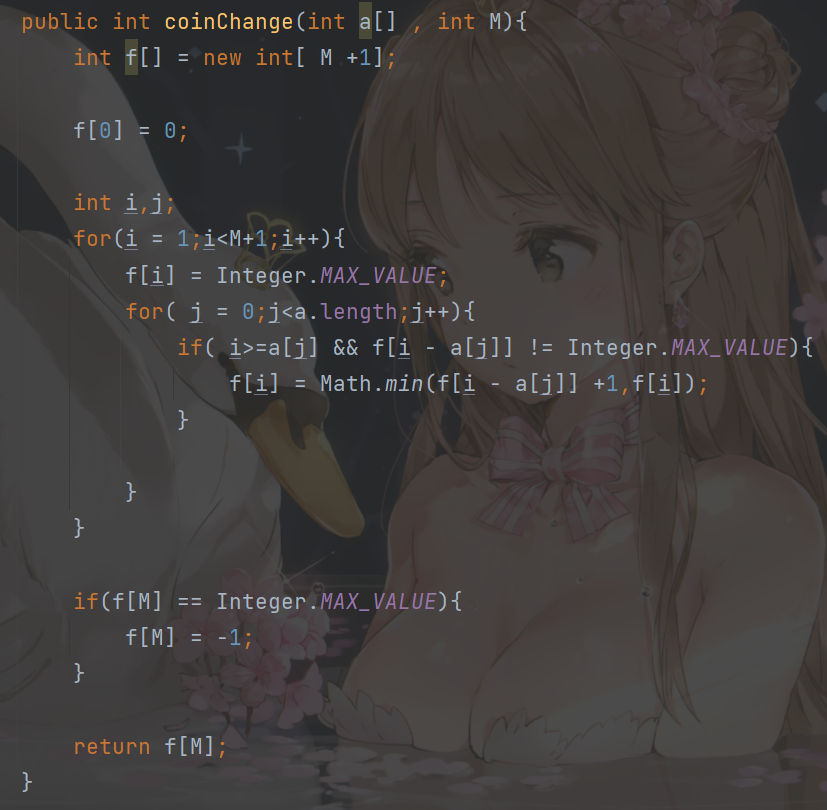 public int coinChange(int a[] , int M){
    int f[] = new int[ M +1];
    f[0] = 0;
    int i,j;
    for(i = 1;i<M+1;i++){
        f[i] = Integer.MAX_VALUE;
        for( j = 0;j<a.length;j++){
            if( i>=a[j] && f[i - a[j]] != Integer.MAX_VALUE){
                f[i] = Math.min(f[i - a[j]] +1,f[i]);
            }
        }
    }
    if(f[M] == Integer.MAX_VALUE){
        f[M] = -1;
    }
    return f[M];
}